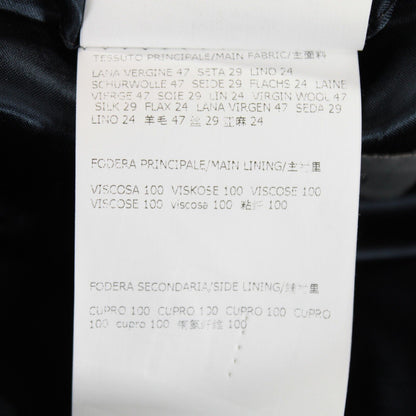 TESSUTO PRINCIPALE/MAIN FABRIC/主面料
LANA VERGINE 47 SETA 29 LINO 24
SCHURWOLLE 47 SEIDE 29 FLACHS 24 LAINE
VIERGE 47 SOIE 29 LIN 24 VIRGIN WOOL 47
SILK 29 FLAX 24 LANA VIRGEN 47 SEDA 29
LINO 24 羊毛 47 丝 29 亚麻 24
FODERA PRINCIPALE/MAIN LINING/主衬里
VISCOSA 100 VISKOSE 100 VISCOSE 100
VISCOSE 100 viscosa 100 粘纤 100
FODERA SECONDARIA/SIDE LINING/
CUPRO 100 CUPRO 100 CUPRO 100 CUPRO
100 cupro 100 铜氨纤维 100